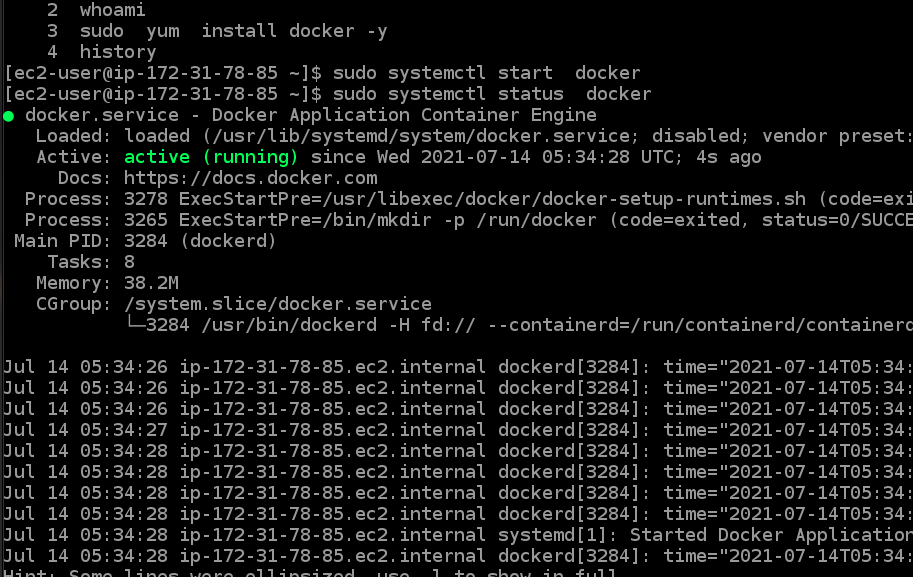 2  whoami
3  sudo  yum  install docker -y
4  history
[ec2-user@ip-172-31-78-85 ~]$ sudo systemctl start  docker
[ec2-user@ip-172-31-78-85 ~]$ sudo systemctl status  docker
● docker.service - Docker Application Container Engine
Loaded: loaded (/usr/lib/systemd/system/docker.service; disabled; vendor preset:
Active: active (running) since Wed 2021-07-14 05:34:28 UTC; 4s ago
Docs: https://docs.docker.com
Process: 3278 ExecStartPre=/usr/libexec/docker/docker-setup-runtimes.sh (code=exi
Process: 3265 ExecStartPre=/bin/mkdir -p /run/docker (code=exited, status=0/SUCCE
Main PID: 3284 (dockerd)
Tasks: 8
Memory: 38.2M
CGroup: /system.slice/docker.service
└─3284 /usr/bin/dockerd -H fd:// --containerd=/run/containerd/containerd
Jul 14 05:34:26 ip-172-31-78-85.ec2.internal dockerd[3284]: time="2021-07-14T05:34:
Jul 14 05:34:26 ip-172-31-78-85.ec2.internal dockerd[3284]: time="2021-07-14T05:34:
Jul 14 05:34:26 ip-172-31-78-85.ec2.internal dockerd[3284]: time="2021-07-14T05:34:
Jul 14 05:34:27 ip-172-31-78-85.ec2.internal dockerd[3284]: time="2021-07-14T05:34:
Jul 14 05:34:28 ip-172-31-78-85.ec2.internal dockerd[3284]: time="2021-07-14T05:34:
Jul 14 05:34:28 ip-172-31-78-85.ec2.internal dockerd[3284]: time="2021-07-14T05:34:
Jul 14 05:34:28 ip-172-31-78-85.ec2.internal dockerd[3284]: time="2021-07-14T05:34:
Jul 14 05:34:28 ip-172-31-78-85.ec2.internal dockerd[3284]: time="2021-07-14T05:34:
Jul 14 05:34:28 ip-172-31-78-85.ec2.internal systemd[1]: Started Docker Application
Jul 14 05:34:28 ip-172-31-78-85.ec2.internal dockerd[3284]: time="2021-07-14T05:34:
Hint: Some lines were ellipsized, use -l to show in full.